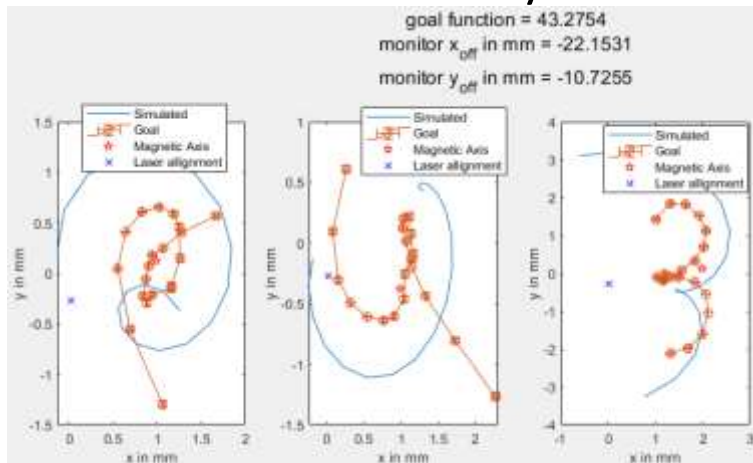 goal function = 43.2754
monitor x_off in mm = -22.1531
monitor y_off in mm = -10.7255
Simulated
Goal
Magnetic Axis
Laser allignment
y in mm
1.5
1
0.5
0
-0.5
-1
-1.5
0
0.5
1
1.5
2
x in mm
Simulated
Goal
Magnetic Axis
Laser allignment
y in mm
1
0.5
0
-0.5
-1
-1.5
0
0.5
1
1.5
2
x in mm
Simulated
Goal
Magnetic Axis
Laser allignment
y in mm
4
3
2
1
0
-1
-2
-3
-4
-1
0
1
2
3
x in mm